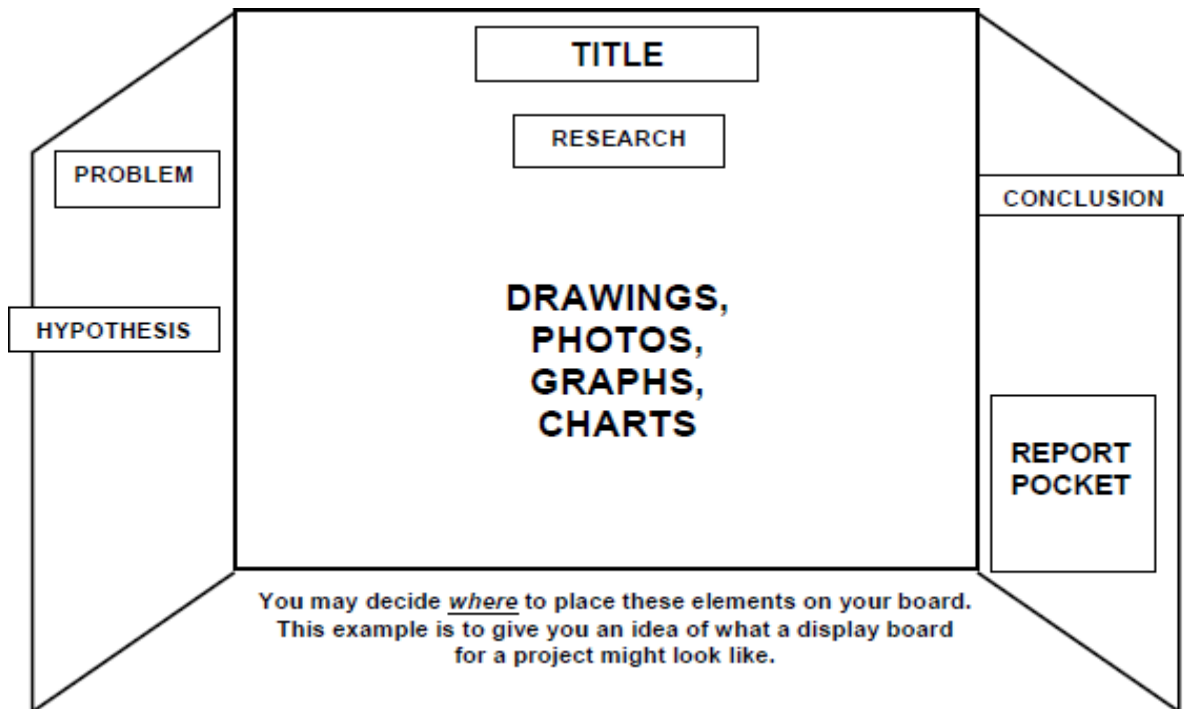 TITLE
RESEARCH
PROBLEM
HYPOTHESIS
DRAWINGS,
PHOTOS,
GRAPHS,
CHARTS
CONCLUSION
REPORT
POCKET
You may decide where to place these elements on your board.
This example is to give you an idea of what a display board
for a project might look like.